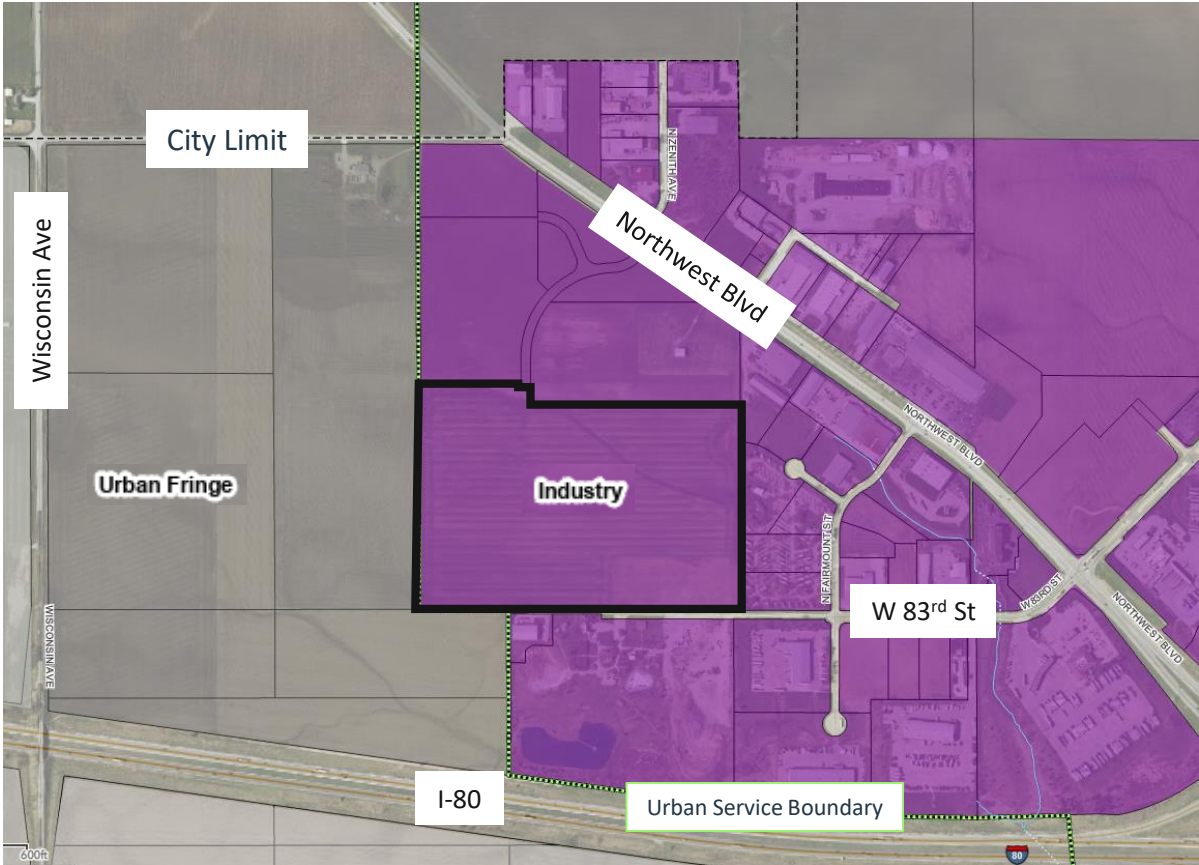 City Limit
N ZENITH AVE
Wisconsin Ave
Northwest Blvd
NORTHWEST BLVD
Urban Fringe
Industry
N FAIRMOUNT ST
W 83rd St
W 83RD ST
NORTHWEST BLVD
WISCONSIN AVE
I-80
Urban Service Boundary
600ft
80